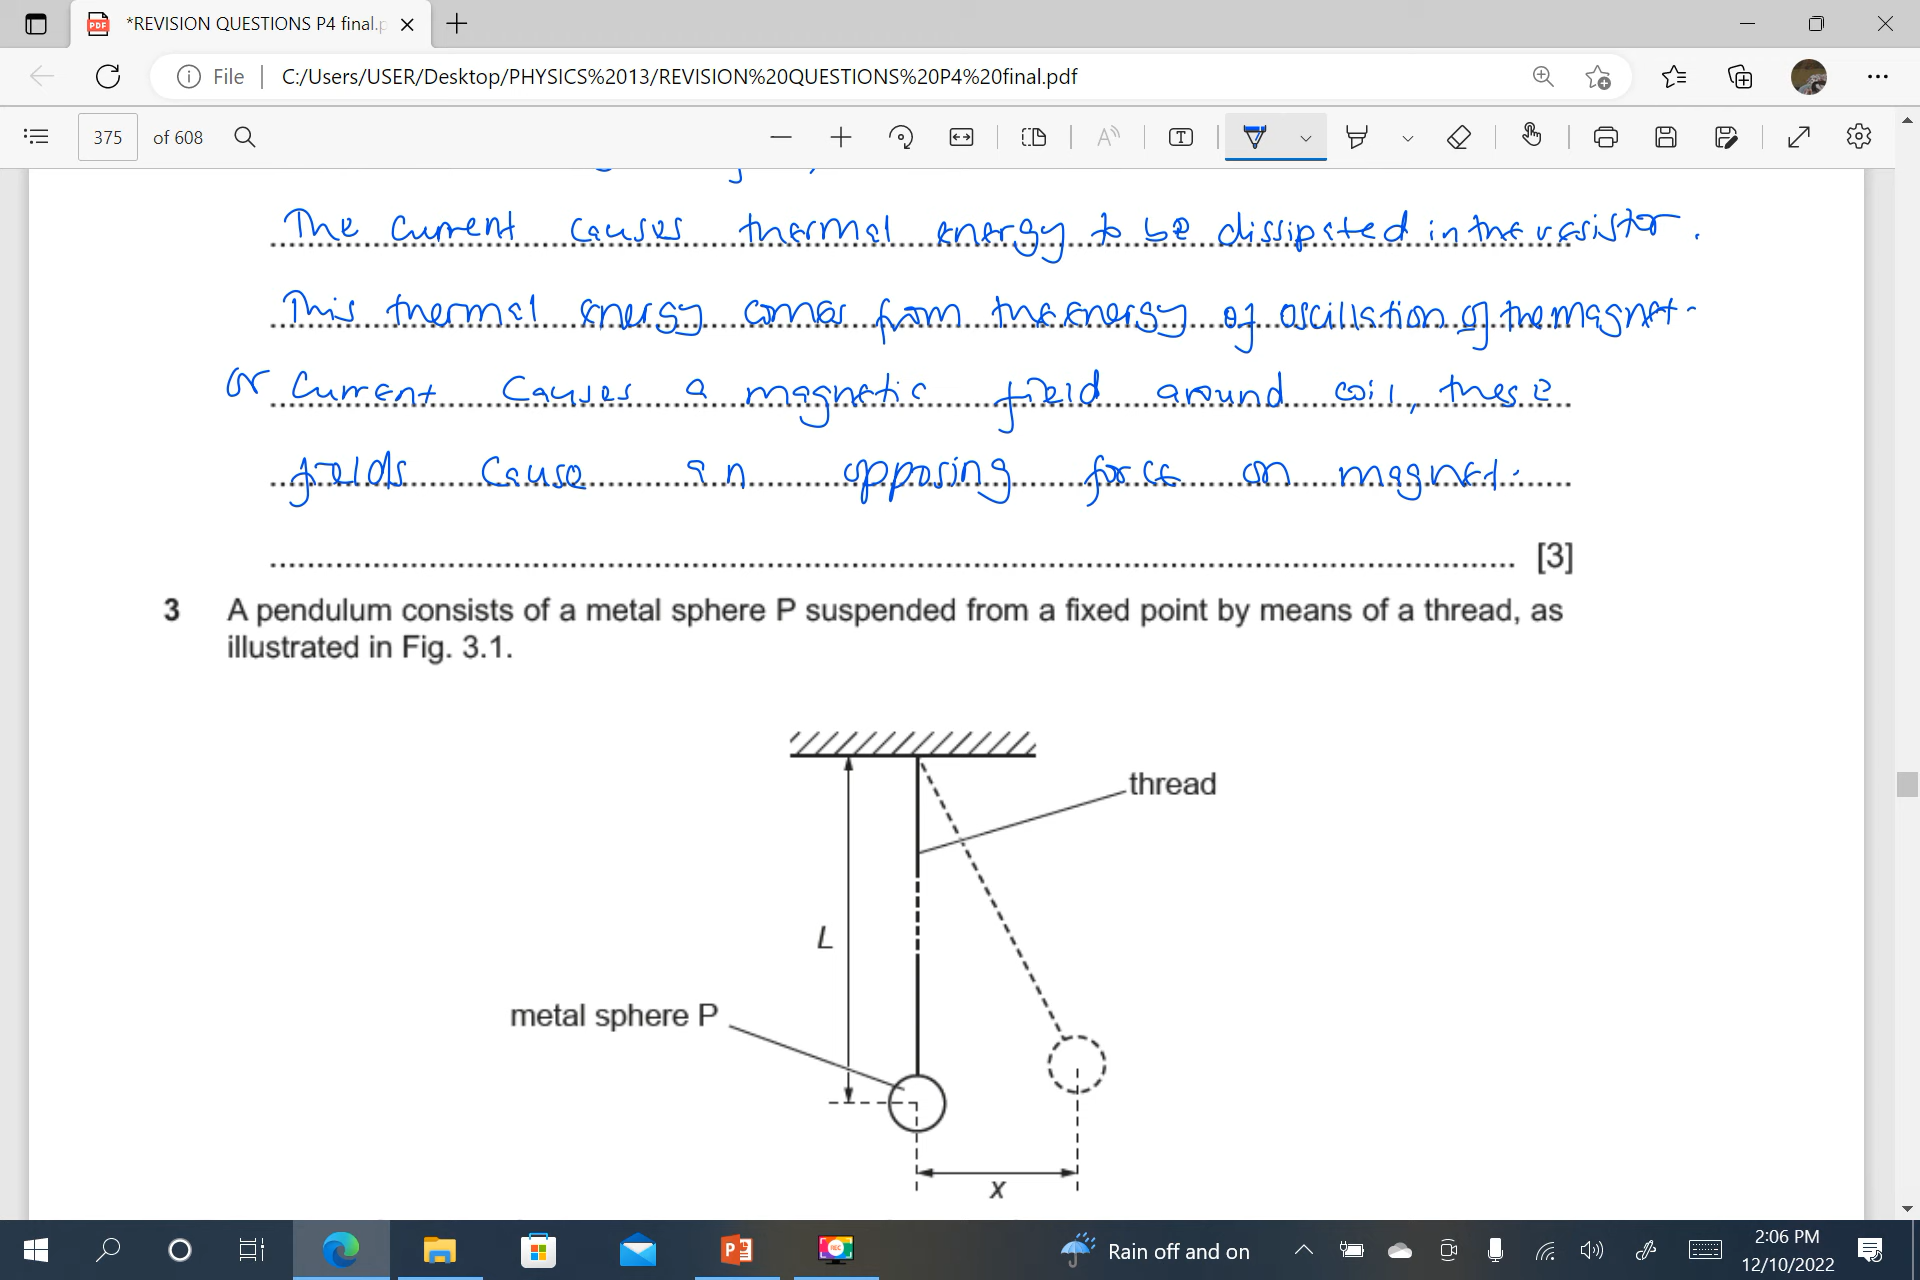 *REVISION QUESTIONS P4 final.p
File
C:/Users/USER/Desktop/PHYSICS%2013/REVISION%20QUESTIONS%20P4%20final.pdf
375 of 608
The current causes thermal energy to be dissipated in the resistor.
This thermal energy comes from the energy of oscillation of the magnet.
or current causes a magnetic field around coil, these
fields cause an opposing force on magnet.
[3]
3 A pendulum consists of a metal sphere P suspended from a fixed point by means of a thread, as
illustrated in Fig. 3.1.
thread
L
metal sphere P
x
Rain off and on
2:06 PM
12/10/2022